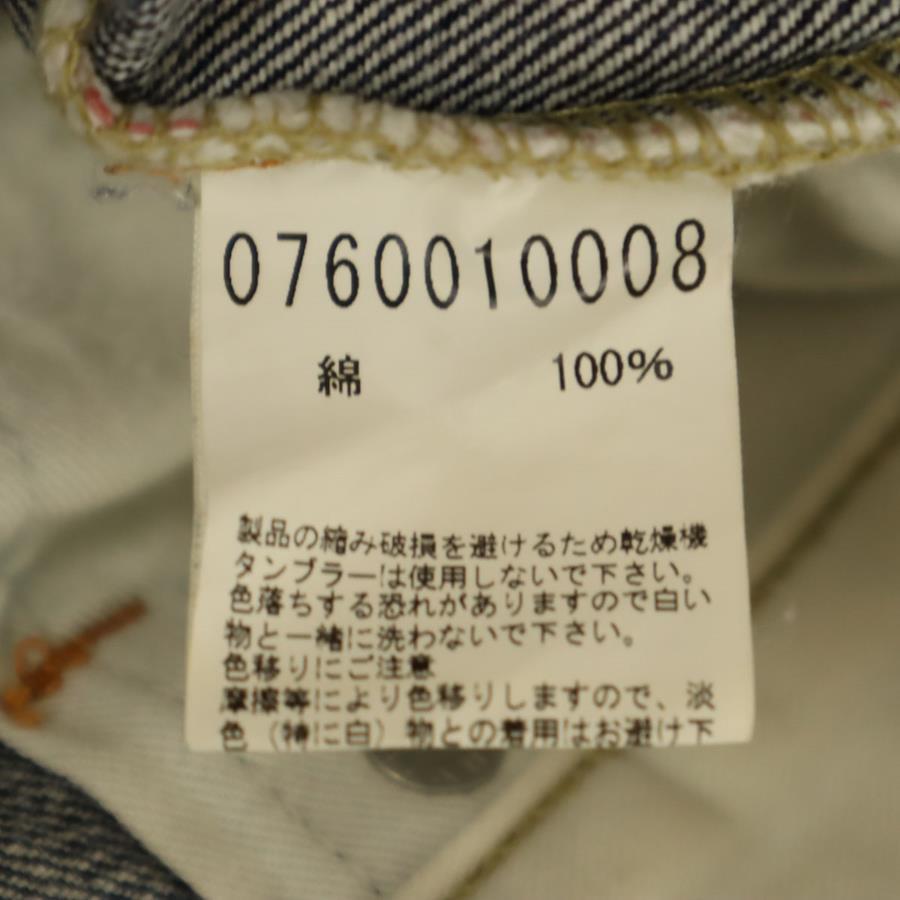 0760010008
綿 100%
製品の縮み破損を避けるため乾燥機
タンブラーは使用しないで下さい。
色落ちする恐れがありますので白い
物と一緒に洗わないで下さい。
色移りにご注意
摩擦等により色移りしますので、淡
色（特に白）物との着用はお避け下